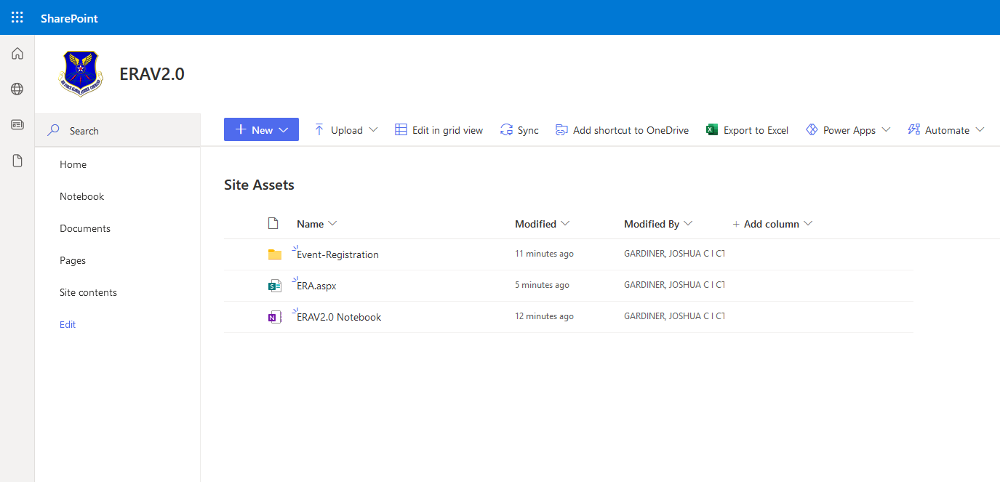 SharePoint
ERAV2.0
Search
Home
Notebook
Documents
Pages
Site contents
Edit
New Upload Edit in grid view Sync Add shortcut to OneDrive Export to Excel Power Apps Automate
Site Assets
Name Modified Modified By + Add column
Event-Registration 11 minutes ago GARDINER, JOSHUA C I CT
ERA.aspx 5 minutes ago GARDINER, JOSHUA C I CT
ERAV2.0 Notebook 12 minutes ago GARDINER, JOSHUA C I CT